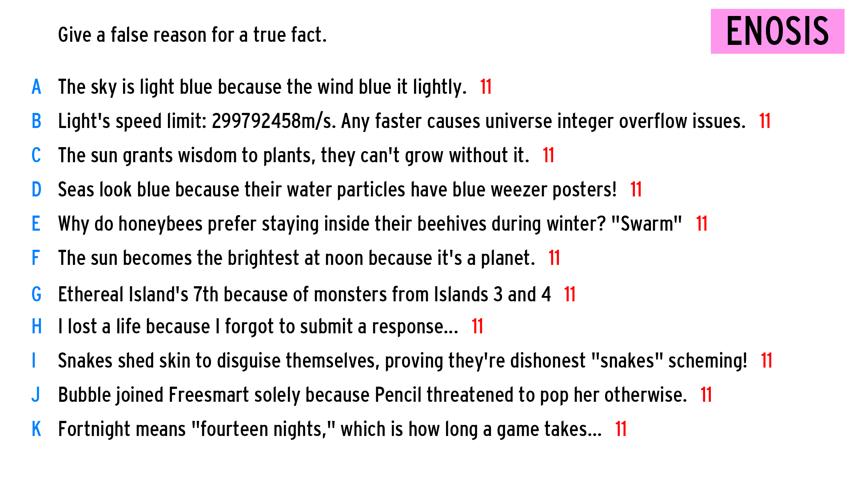 Give a false reason for a true fact.
ENOSIS
A The sky is light blue because the wind blue it lightly. 11
B Light's speed limit: 299792458m/s. Any faster causes universe integer overflow issues. 11
C The sun grants wisdom to plants, they can't grow without it. 11
D Seas look blue because their water particles have blue weezer posters! 11
E Why do honeybees prefer staying inside their beehives during winter? "Swarm" 11
F The sun becomes the brightest at noon because it's a planet. 11
G Ethereal Island's 7th because of monsters from Islands 3 and 4 11
H I lost a life because I forgot to submit a response... 11
I Snakes shed skin to disguise themselves, proving they're dishonest "snakes" scheming! 11
J Bubble joined Freesmart solely because Pencil threatened to pop her otherwise. 11
K Fortnight means "fourteen nights," which is how long a game takes... 11